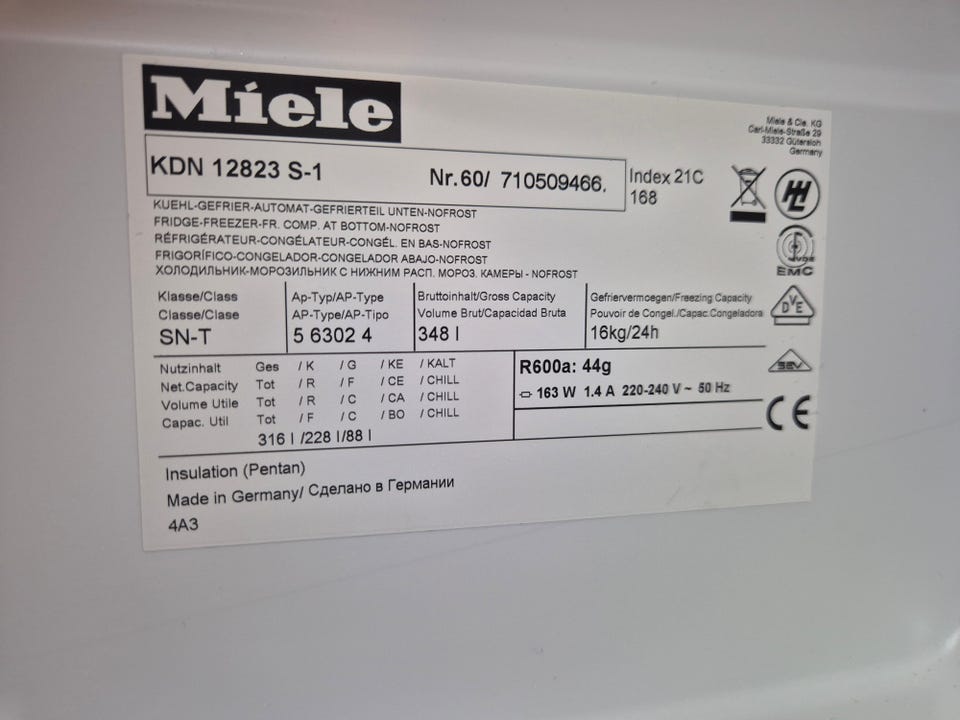 Miele
Miele & Cie. KG
Carl-Miele-Straße 29
33332 Gütersloh
Germany
KDN 12823 S-1 Nr.60/ 710509466.
Index 21C
168
KUEHL-GEFRIER-AUTOMAT-GEFRIERTEIL UNTEN-NOFROST
FRIDGE-FREEZER-FR. COMP. AT BOTTOM-NOFROST
RÉFRIGÉRATEUR-CONGÉLATEUR-CONGÉL. EN BAS-NOFROST
FRIGORÍFICO-CONGELADOR-CONGELADOR ABAJO-NOFROST
ХОЛОДИЛЬНИК-МОРОЗИЛЬНИК С НИЖНИМ РАСП. МОРОЗ. КАМЕРЫ - NOFROST
EMC
Klasse/Class
Classe/Clase
SN-T
Ap-Typ/AP-Type
AP-Type/AP-Tipo
5 6302 4
Bruttoinhalt/Gross Capacity
Volume Brut/Capacidad Bruta
348 l
Gefriervermoegen/Freezing Capacity
Pouvoir de Congel./Capac.Congeladora
16kg/24h
DVE
Nutzinhalt Ges / K / G / KE / KALT
Net.Capacity Tot / R / F / CE / CHILL
Volume Utile Tot / R / C / CA / CHILL
Capac. Util Tot / F / C / BO / CHILL
316 l /228 l/88 l
R600a: 44g
163 W 1.4 A 220-240 V ~ 50 Hz
SEV
CE
Insulation (Pentan)
Made in Germany/ Сделано в Германии
4A3